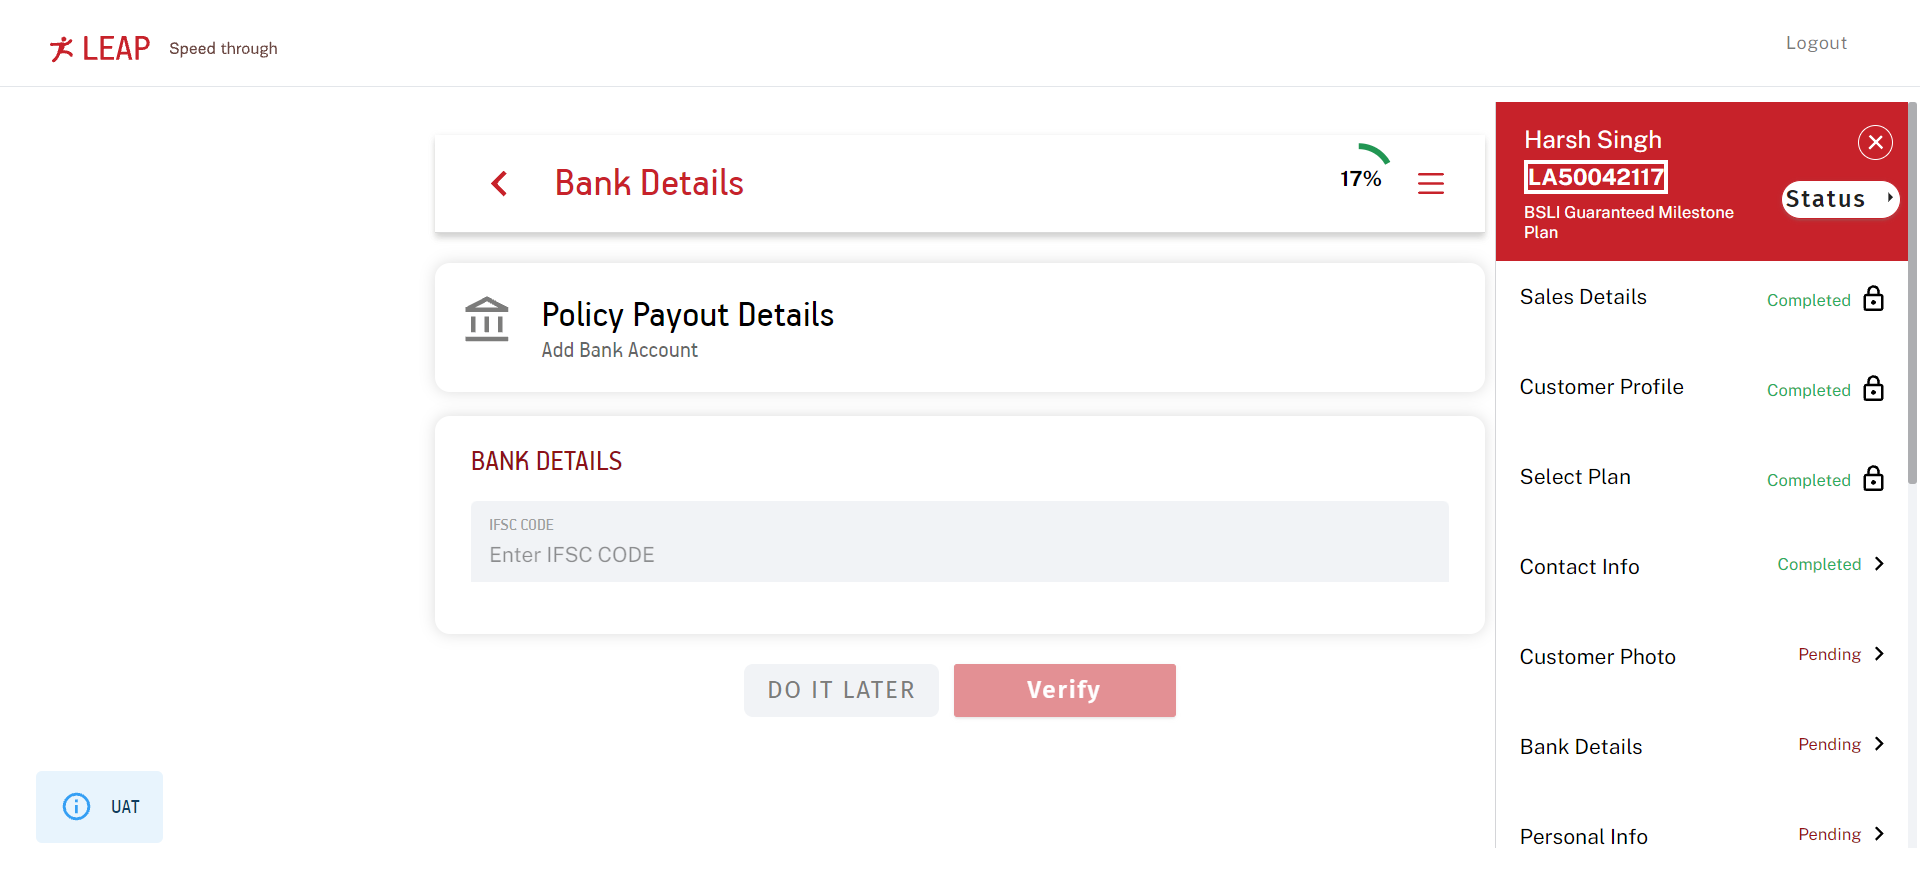 LEAP Speed through
Logout
Bank Details
17%
Policy Payout Details
Add Bank Account
BANK DETAILS
IFSC CODE
Enter IFSC CODE
DO IT LATER
Verify
UAT
Harsh Singh
LA50042117
BSLI Guaranteed Milestone
Plan
Status
Sales Details Completed
Customer Profile Completed
Select Plan Completed
Contact Info Completed
Customer Photo Pending
Bank Details Pending
Personal Info Pending